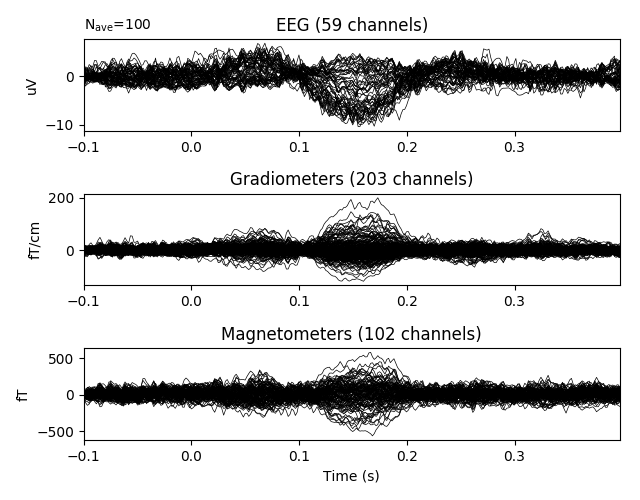 Nave=100
EEG (59 channels)
uV
0
−10
−0.1 0.0 0.1 0.2 0.3
Gradiometers (203 channels)
fT/cm
200
0
−0.1 0.0 0.1 0.2 0.3
Magnetometers (102 channels)
fT
500
0
−500
−0.1 0.0 0.1 0.2 0.3
Time (s)